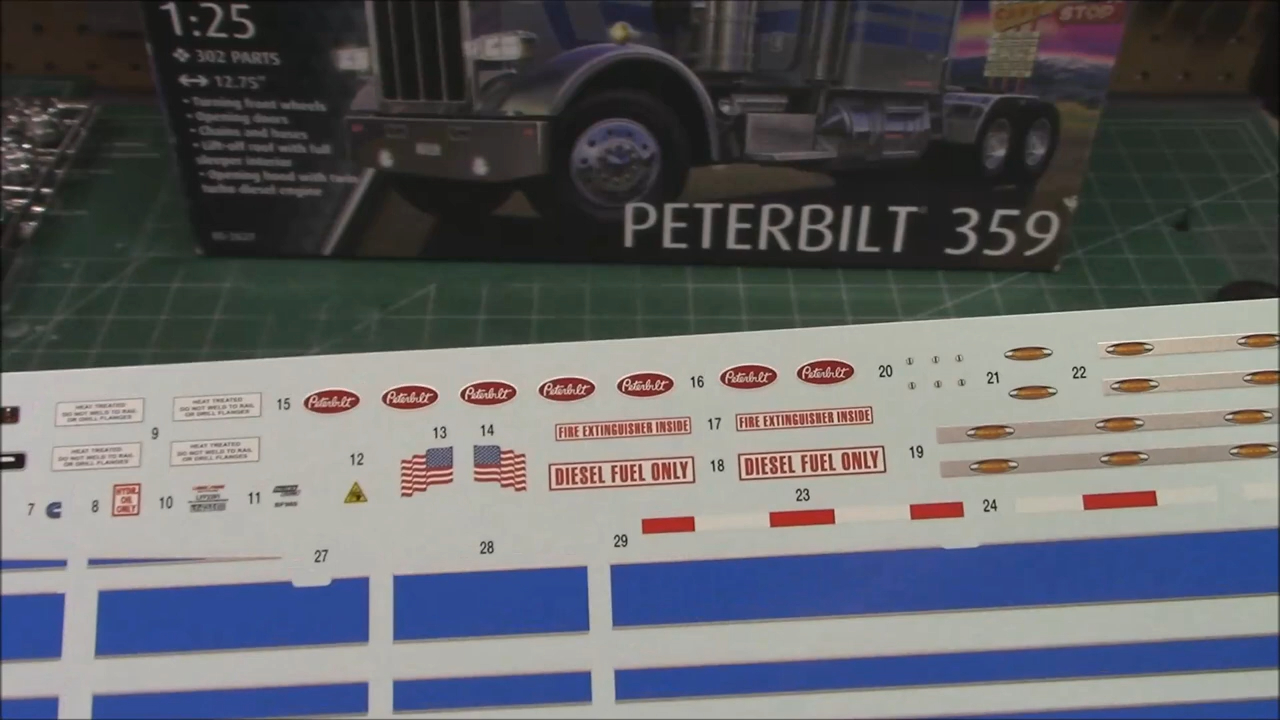 1:25
302 PARTS
12.75"
• Turning front wheels
• Opening doors
• Chains and hoses
• Lift-off roof with full
sleeper interior
• Opening hood with
turbo diesel engine
STOP
PETERBILT 359
HEAT TREATED
DO NOT WELD TO RAIL
OR DRILL FLANGES
HEAT TREATED
DO NOT WELD TO RAIL
OR DRILL FLANGES
15
Peterbilt
Peterbilt
Peterbilt
Peterbilt
Peterbilt
16
Peterbilt
Peterbilt
20
21
22
9
HEAT TREATED
DO NOT WELD TO RAIL
OR DRILL FLANGES
HEAT TREATED
DO NOT WELD TO RAIL
OR DRILL FLANGES
12
13
14
FIRE EXTINGUISHER INSIDE
17
FIRE EXTINGUISHER INSIDE
DIESEL FUEL ONLY
18
DIESEL FUEL ONLY
19
7
8
HYDR.
OIL
ONLY
10
11
23
24
27
28
29